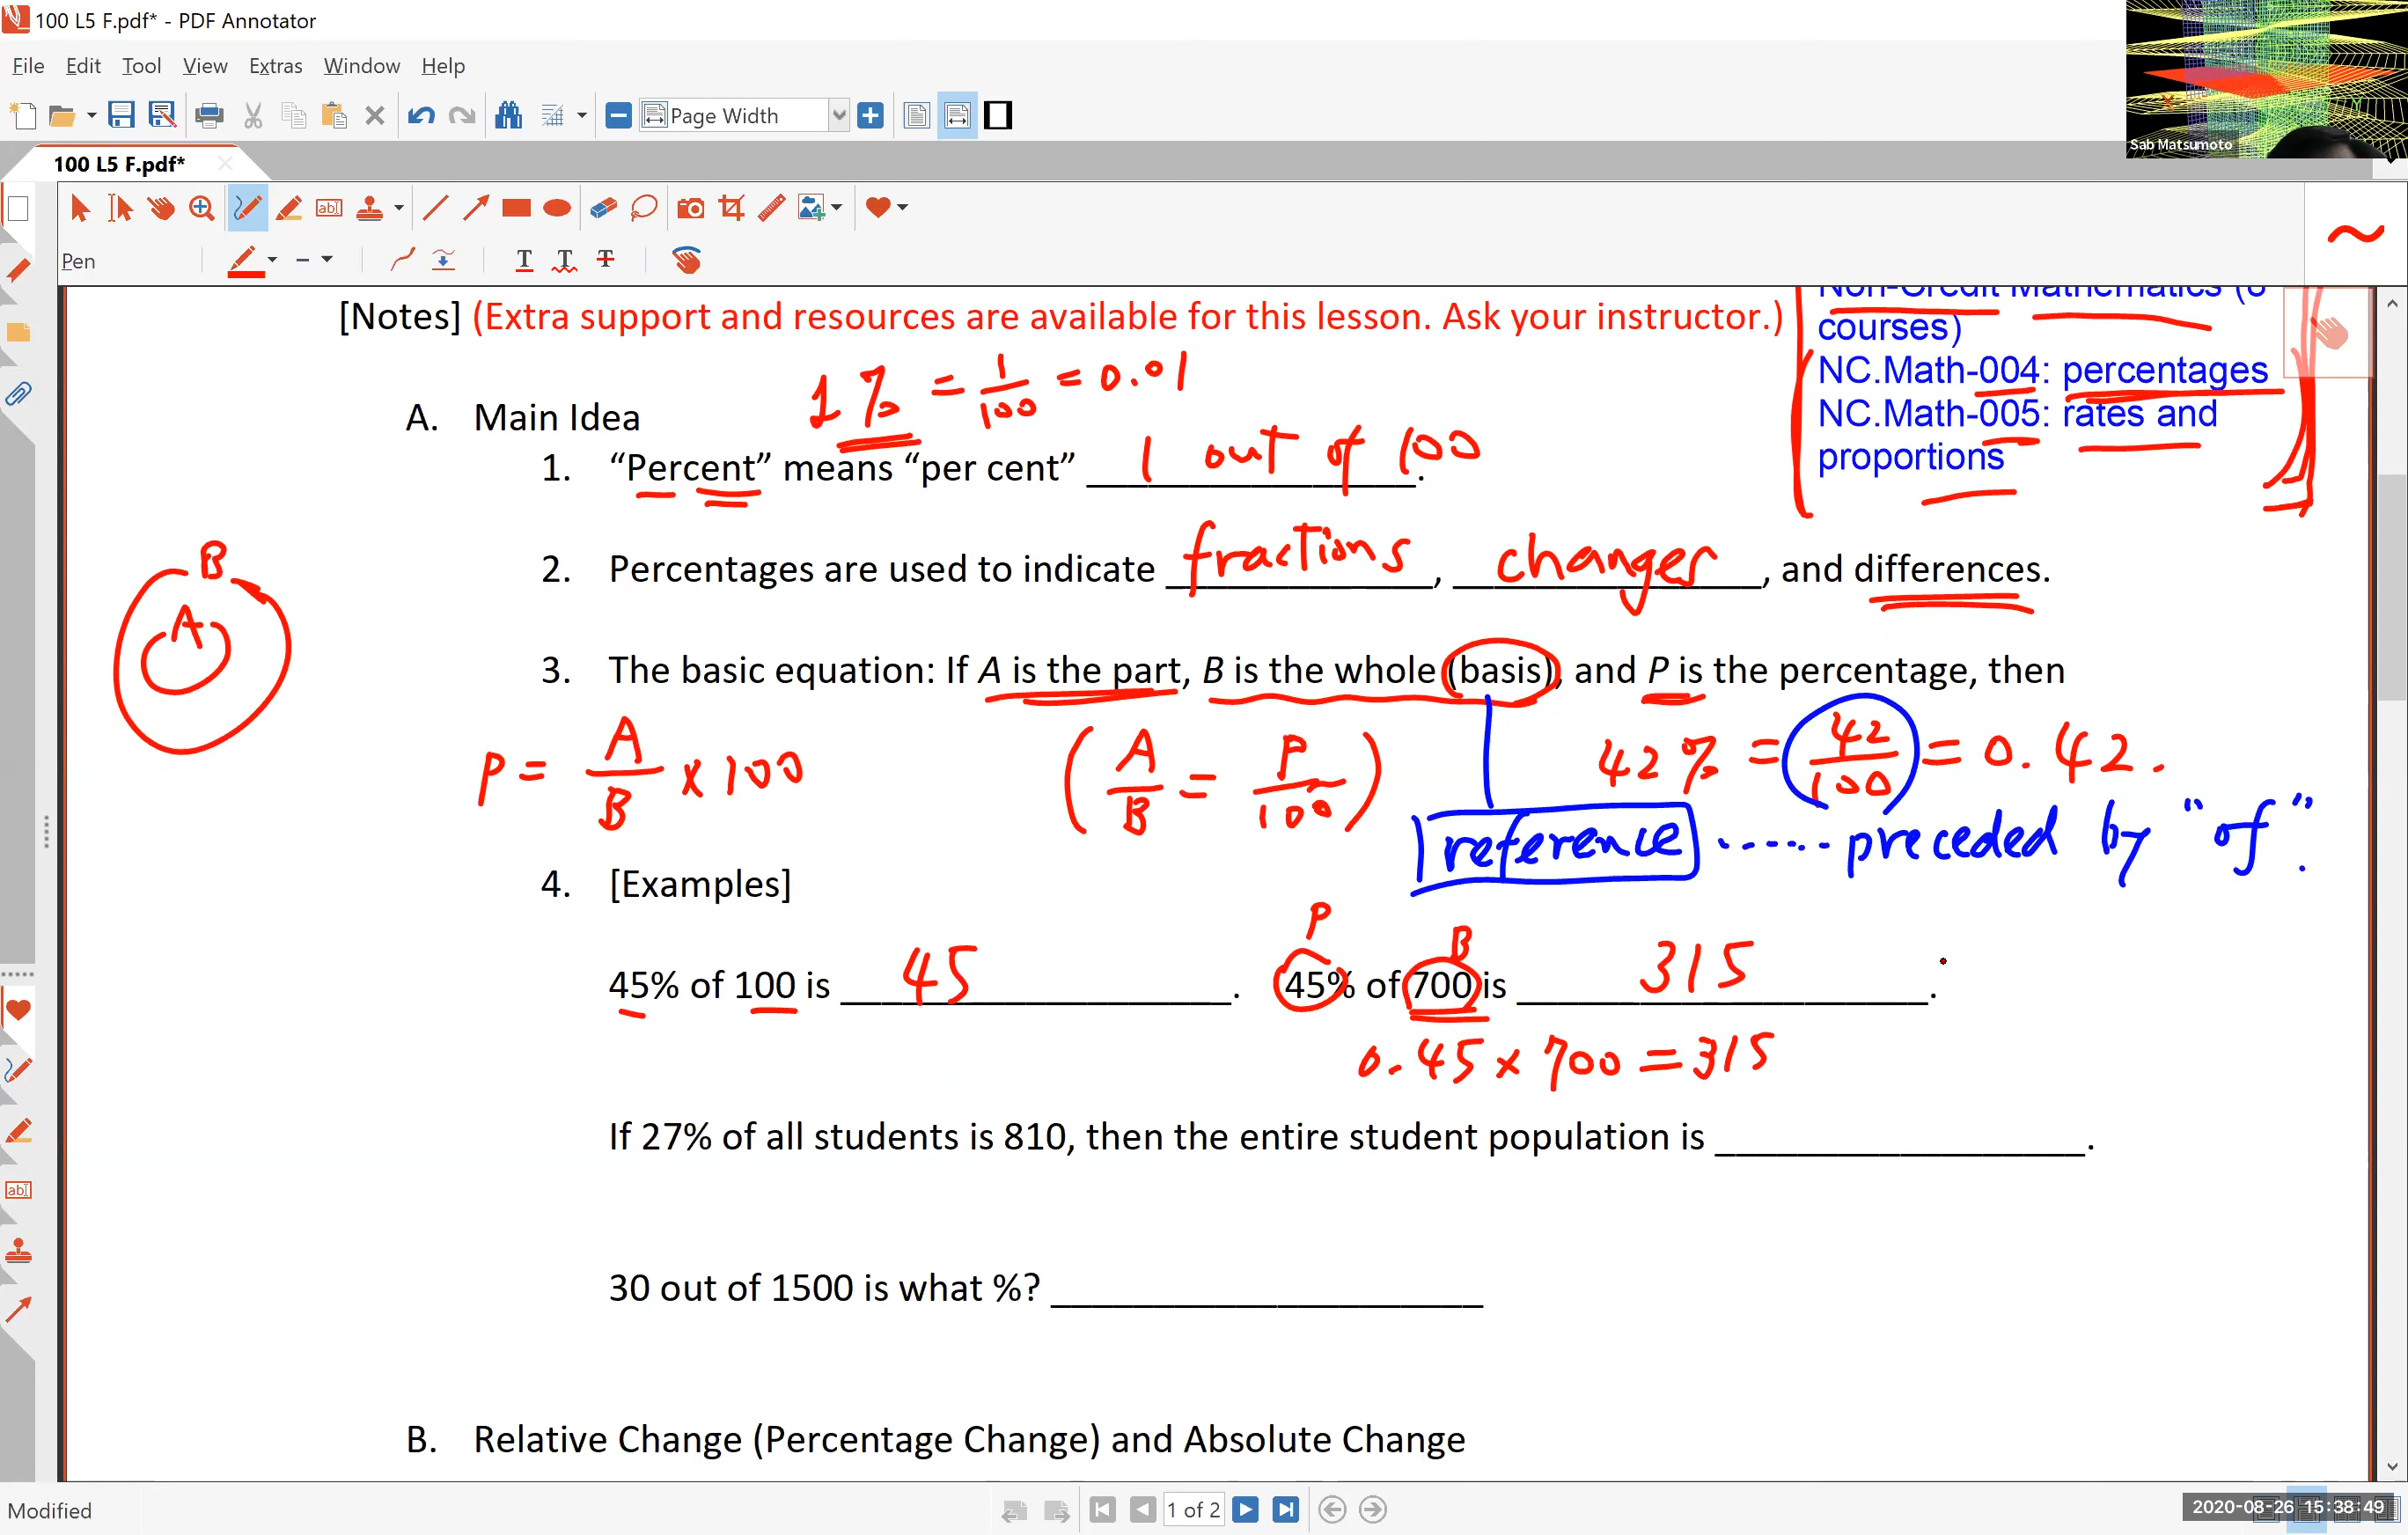 100 L5 F.pdf* - PDF Annotator
File Edit Tool View Extras Window Help
Page Width
Sab Matsumoto
100 L5 F.pdf*
Pen
[Notes] (Extra support and resources are available for this lesson. Ask your instructor.)
Non-Credit Mathematics (8
courses)
NC.Math-004: percentages
NC.Math-005: rates and
proportions
1% = 1/100 = 0.01
A. Main Idea
1. “Percent” means “per cent” 1 out of 100.
2. Percentages are used to indicate fractions, changes, and differences.
B
A
3. The basic equation: If A is the part, B is the whole (basis), and P is the percentage, then
P = A/B × 100 (A/B = P/100) 42% = 42/100 = 0.42.
reference ...... preceded by "of".
4. [Examples]
P B
45% of 100 is 45. 45% of 700 is 315.
0.45 × 700 = 315
If 27% of all students is 810, then the entire student population is ____.
30 out of 1500 is what %? ____
B. Relative Change (Percentage Change) and Absolute Change
Modified
1 of 2
2020-08-26 15:38:49